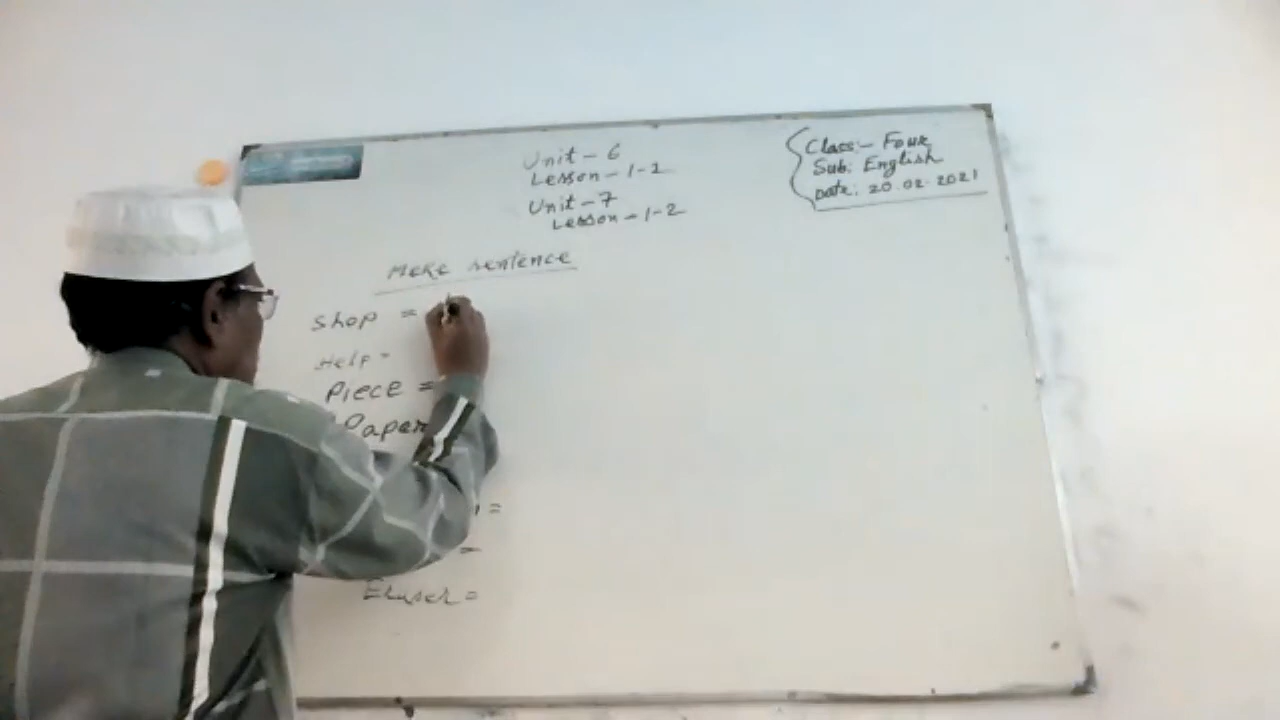 Unit - 6
Lesson - 1-2
Unit - 7
Lesson - 1-2
Class:- Four
Sub: English
Date: 20.02.2021
Make sentence
Shop =
Help =
Piece =
Paper
=
=
Eraser =